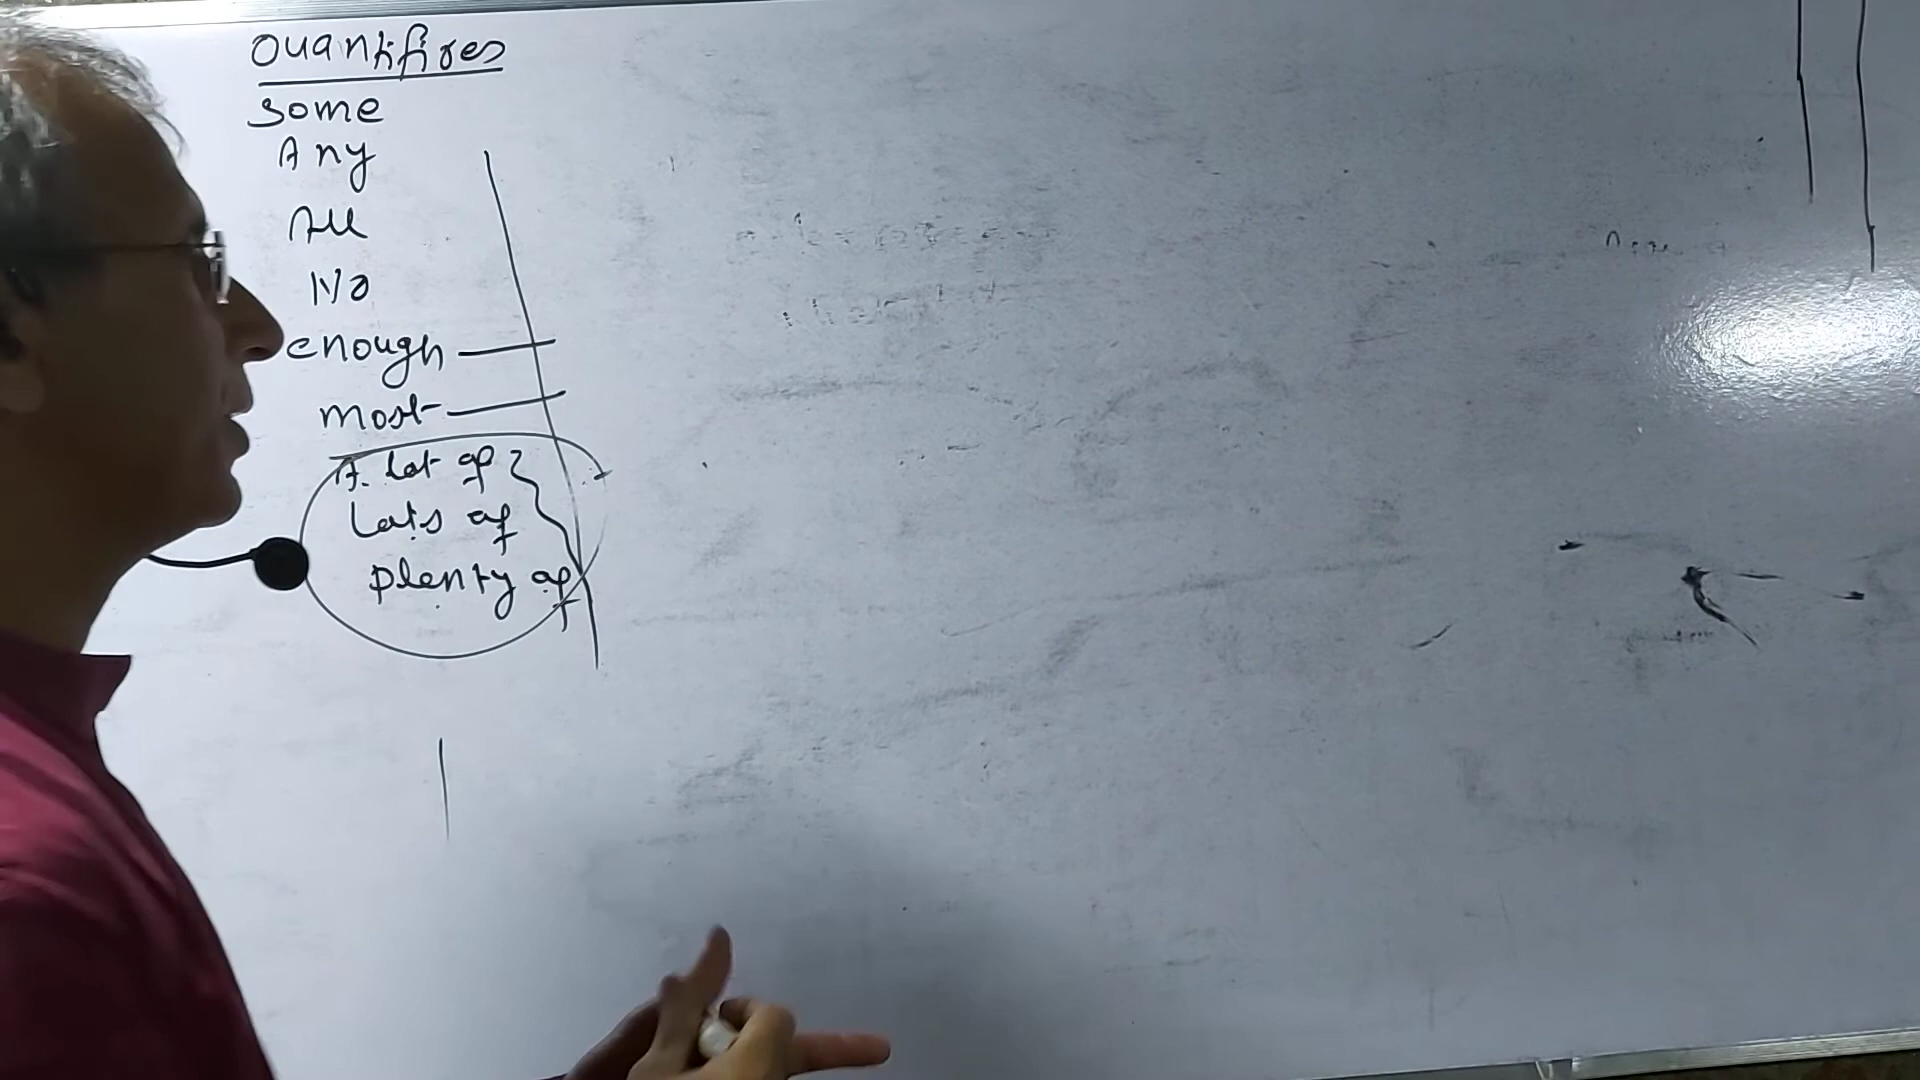 Quantifires
Some
Any
All
No
enough
most
A lot of
Lots of
plenty of